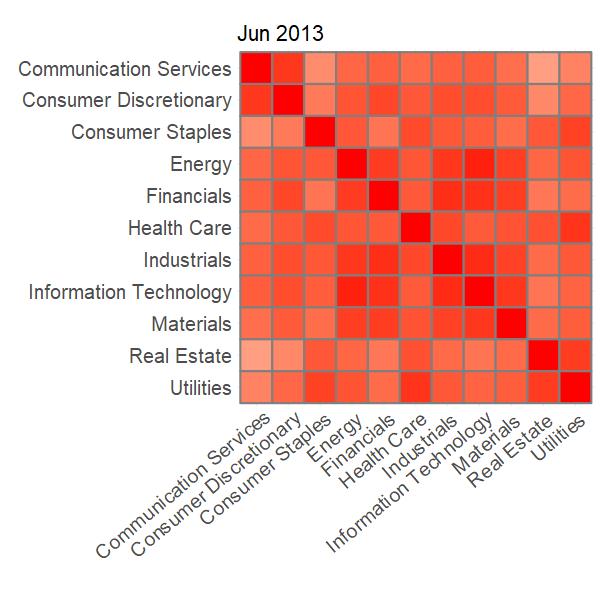 Jun 2013
Communication Services
Consumer Discretionary
Consumer Staples
Energy
Financials
Health Care
Industrials
Information Technology
Materials
Real Estate
Utilities
Communication Services
Consumer Discretionary
Consumer Staples
Energy
Financials
Health Care
Industrials
Information Technology
Materials
Real Estate
Utilities